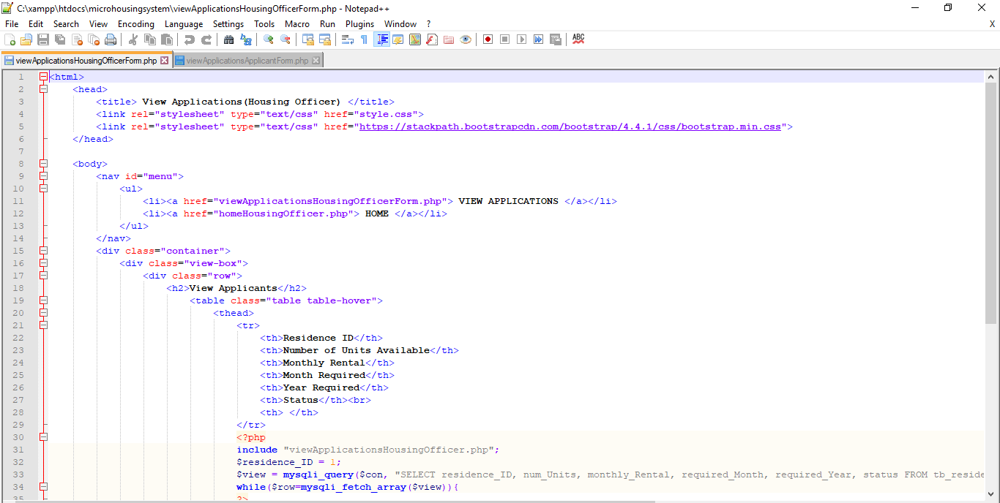 C:\xampp\htdocs\microhousingsystem\viewApplicationsHousingOfficerForm.php - Notepad++
File Edit Search View Encoding Language Settings Tools Macro Run Plugins Window ? X
ABC
viewApplicationsHousingOfficerForm.php viewApplicationsApplicantForm.php
1 <html>
2 <head>
3 <title> View Applications(Housing Officer) </title>
4 <link rel="stylesheet" type="text/css" href="style.css">
5 <link rel="stylesheet" type="text/css" href="https://stackpath.bootstrapcdn.com/bootstrap/4.4.1/css/bootstrap.min.css">
6 </head>
7
8 <body>
9 <nav id="menu">
10 <ul>
11 <li><a href="viewApplicationsHousingOfficerForm.php"> VIEW APPLICATIONS </a></li>
12 <li><a href="homeHousingOfficer.php"> HOME </a></li>
13 </ul>
14 </nav>
15 <div class="container">
16 <div class="view-box">
17 <div class="row">
18 <h2>View Applicants</h2>
19 <table class="table table-hover">
20 <thead>
21 <tr>
22 <th>Residence ID</th>
23 <th>Number of Units Available</th>
24 <th>Monthly Rental</th>
25 <th>Month Required</th>
26 <th>Year Required</th>
27 <th>Status</th><br>
28 <th> </th>
29 </tr>
30 <?php
31 include "viewApplicationsHousingOfficer.php";
32 $residence_ID = 1;
33 $view = mysqli_query($con, "SELECT residence_ID, num_Units, monthly_Rental, required_Month, required_Year, status FROM tb_reside
34 while($row=mysqli_fetch_array($view)){
35 ?>